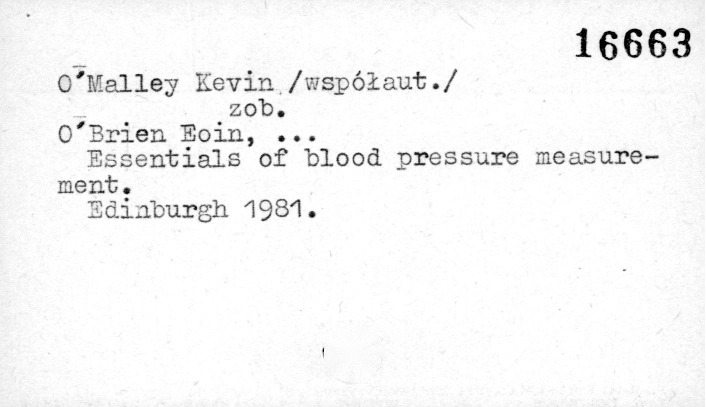 16663
O'Malley Kevin /współaut./
zob.
O'Brien Eoin, ...
Essentials of blood pressure measure-
ment.
Edinburgh 1981.